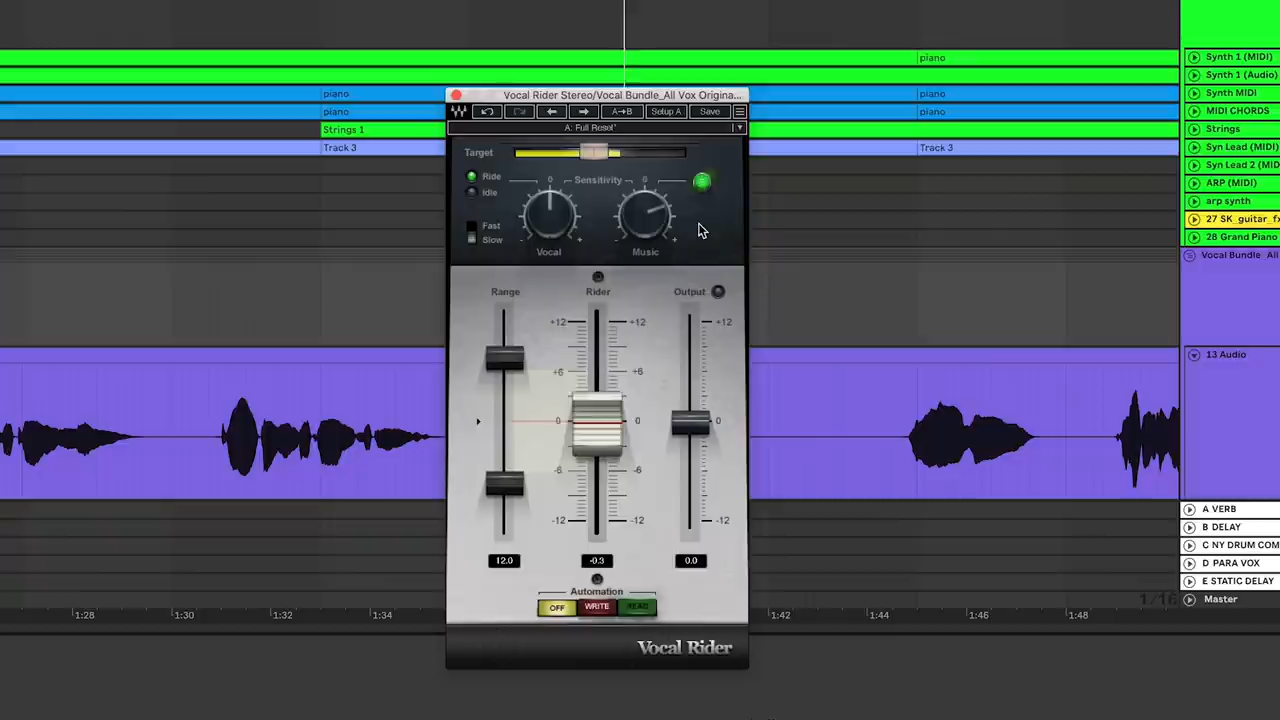 Synth 1 (MIDI)
piano
Synth 1 (Audio)
piano
piano
Synth MIDI
piano
piano
MIDI CHORDS
Strings 1
Strings
Track 3
Track 3
Syn Lead (MIDI)
Syn Lead 2 (MID
ARP (MIDI)
arp synth
27 SK_guitar_fx
28 Grand Piano
Vocal Bundle_All
13 Audio
A VERB
B DELAY
C NY DRUM COM
D PARA VOX
E STATIC DELAY
1/16
Master
Vocal Rider Stereo/Vocal Bundle_All Vox Origina...
A→B Setup A Save
A: Full Reset*
Target
Ride
Idle
0 Sensitivity 0
Fast
Slow
- + - +
Vocal Music
Range Rider Output
+12 +12 +12
+6 +6
0 0 0
-6 -6
-12 -12 -12
12.0 -0.3 0.0
Automation
OFF WRITE READ
Vocal Rider
1:28 1:32 1:34 1:42 1:44 1:46 1:48